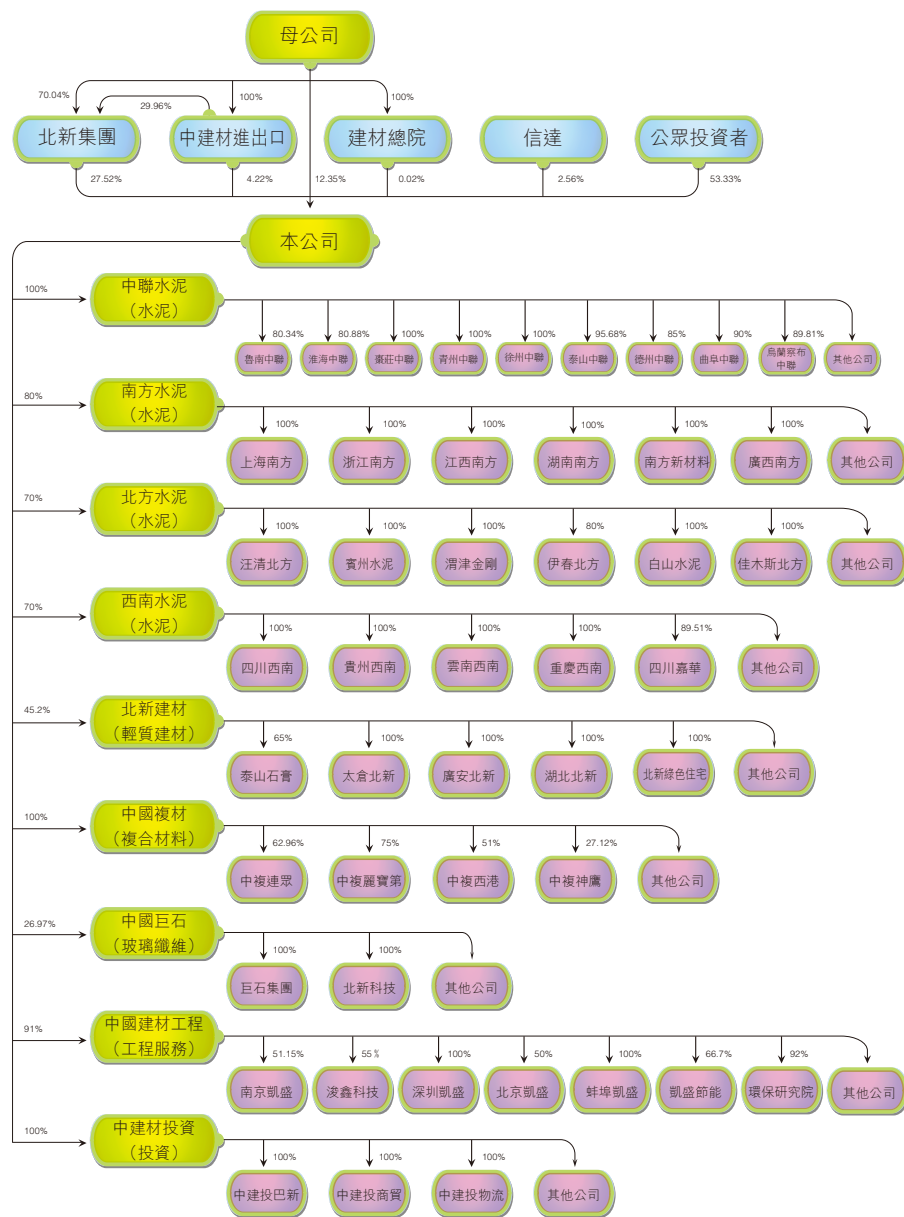 母公司
70.04%
29.96%
100%
100%
北新集團
中建材進出口
建材總院
信達
公眾投資者
27.52%
4.22%
12.35%
0.02%
2.56%
53.33%
本公司
100%
中聯水泥
（水泥）
80.34%
80.88%
100%
100%
100%
95.68%
85%
90%
89.81%
魯南中聯
淮海中聯
棗莊中聯
青州中聯
徐州中聯
泰山中聯
德州中聯
曲阜中聯
烏蘭察布
中聯
其他公司
80%
南方水泥
（水泥）
100%
100%
100%
100%
100%
100%
上海南方
浙江南方
江西南方
湖南南方
南方新材料
廣西南方
其他公司
70%
北方水泥
（水泥）
100%
100%
100%
80%
100%
100%
汪清北方
賓州水泥
渭津金剛
伊春北方
白山水泥
佳木斯北方
其他公司
70%
西南水泥
（水泥）
100%
100%
100%
100%
89.51%
四川西南
貴州西南
雲南西南
重慶西南
四川嘉華
其他公司
45.2%
北新建材
（輕質建材）
65%
100%
100%
100%
100%
泰山石膏
太倉北新
廣安北新
湖北北新
北新綠色住宅
其他公司
100%
中國複材
（複合材料）
62.96%
75%
51%
27.12%
中複連眾
中複麗寶第
中複西港
中複神鷹
其他公司
26.97%
中國巨石
（玻璃纖維）
100%
100%
巨石集團
北新科技
其他公司
91%
中國建材工程
（工程服務）
51.15%
55%
100%
50%
100%
66.7%
92%
南京凱盛
浚鑫科技
深圳凱盛
北京凱盛
蚌埠凱盛
凱盛節能
環保研究院
其他公司
100%
中建材投資
（投資）
100%
100%
100%
中建投巴新
中建投商貿
中建投物流
其他公司